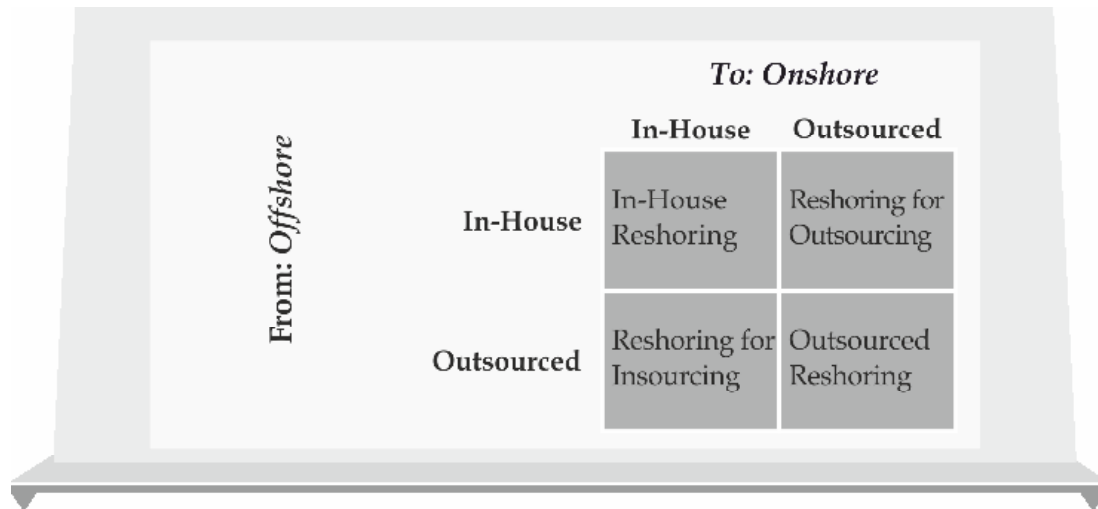 To: Onshore
In-House Outsourced
From: Offshore
In-House
In-House
Reshoring
Reshoring for
Outsourcing
Outsourced
Reshoring for
Insourcing
Outsourced
Reshoring